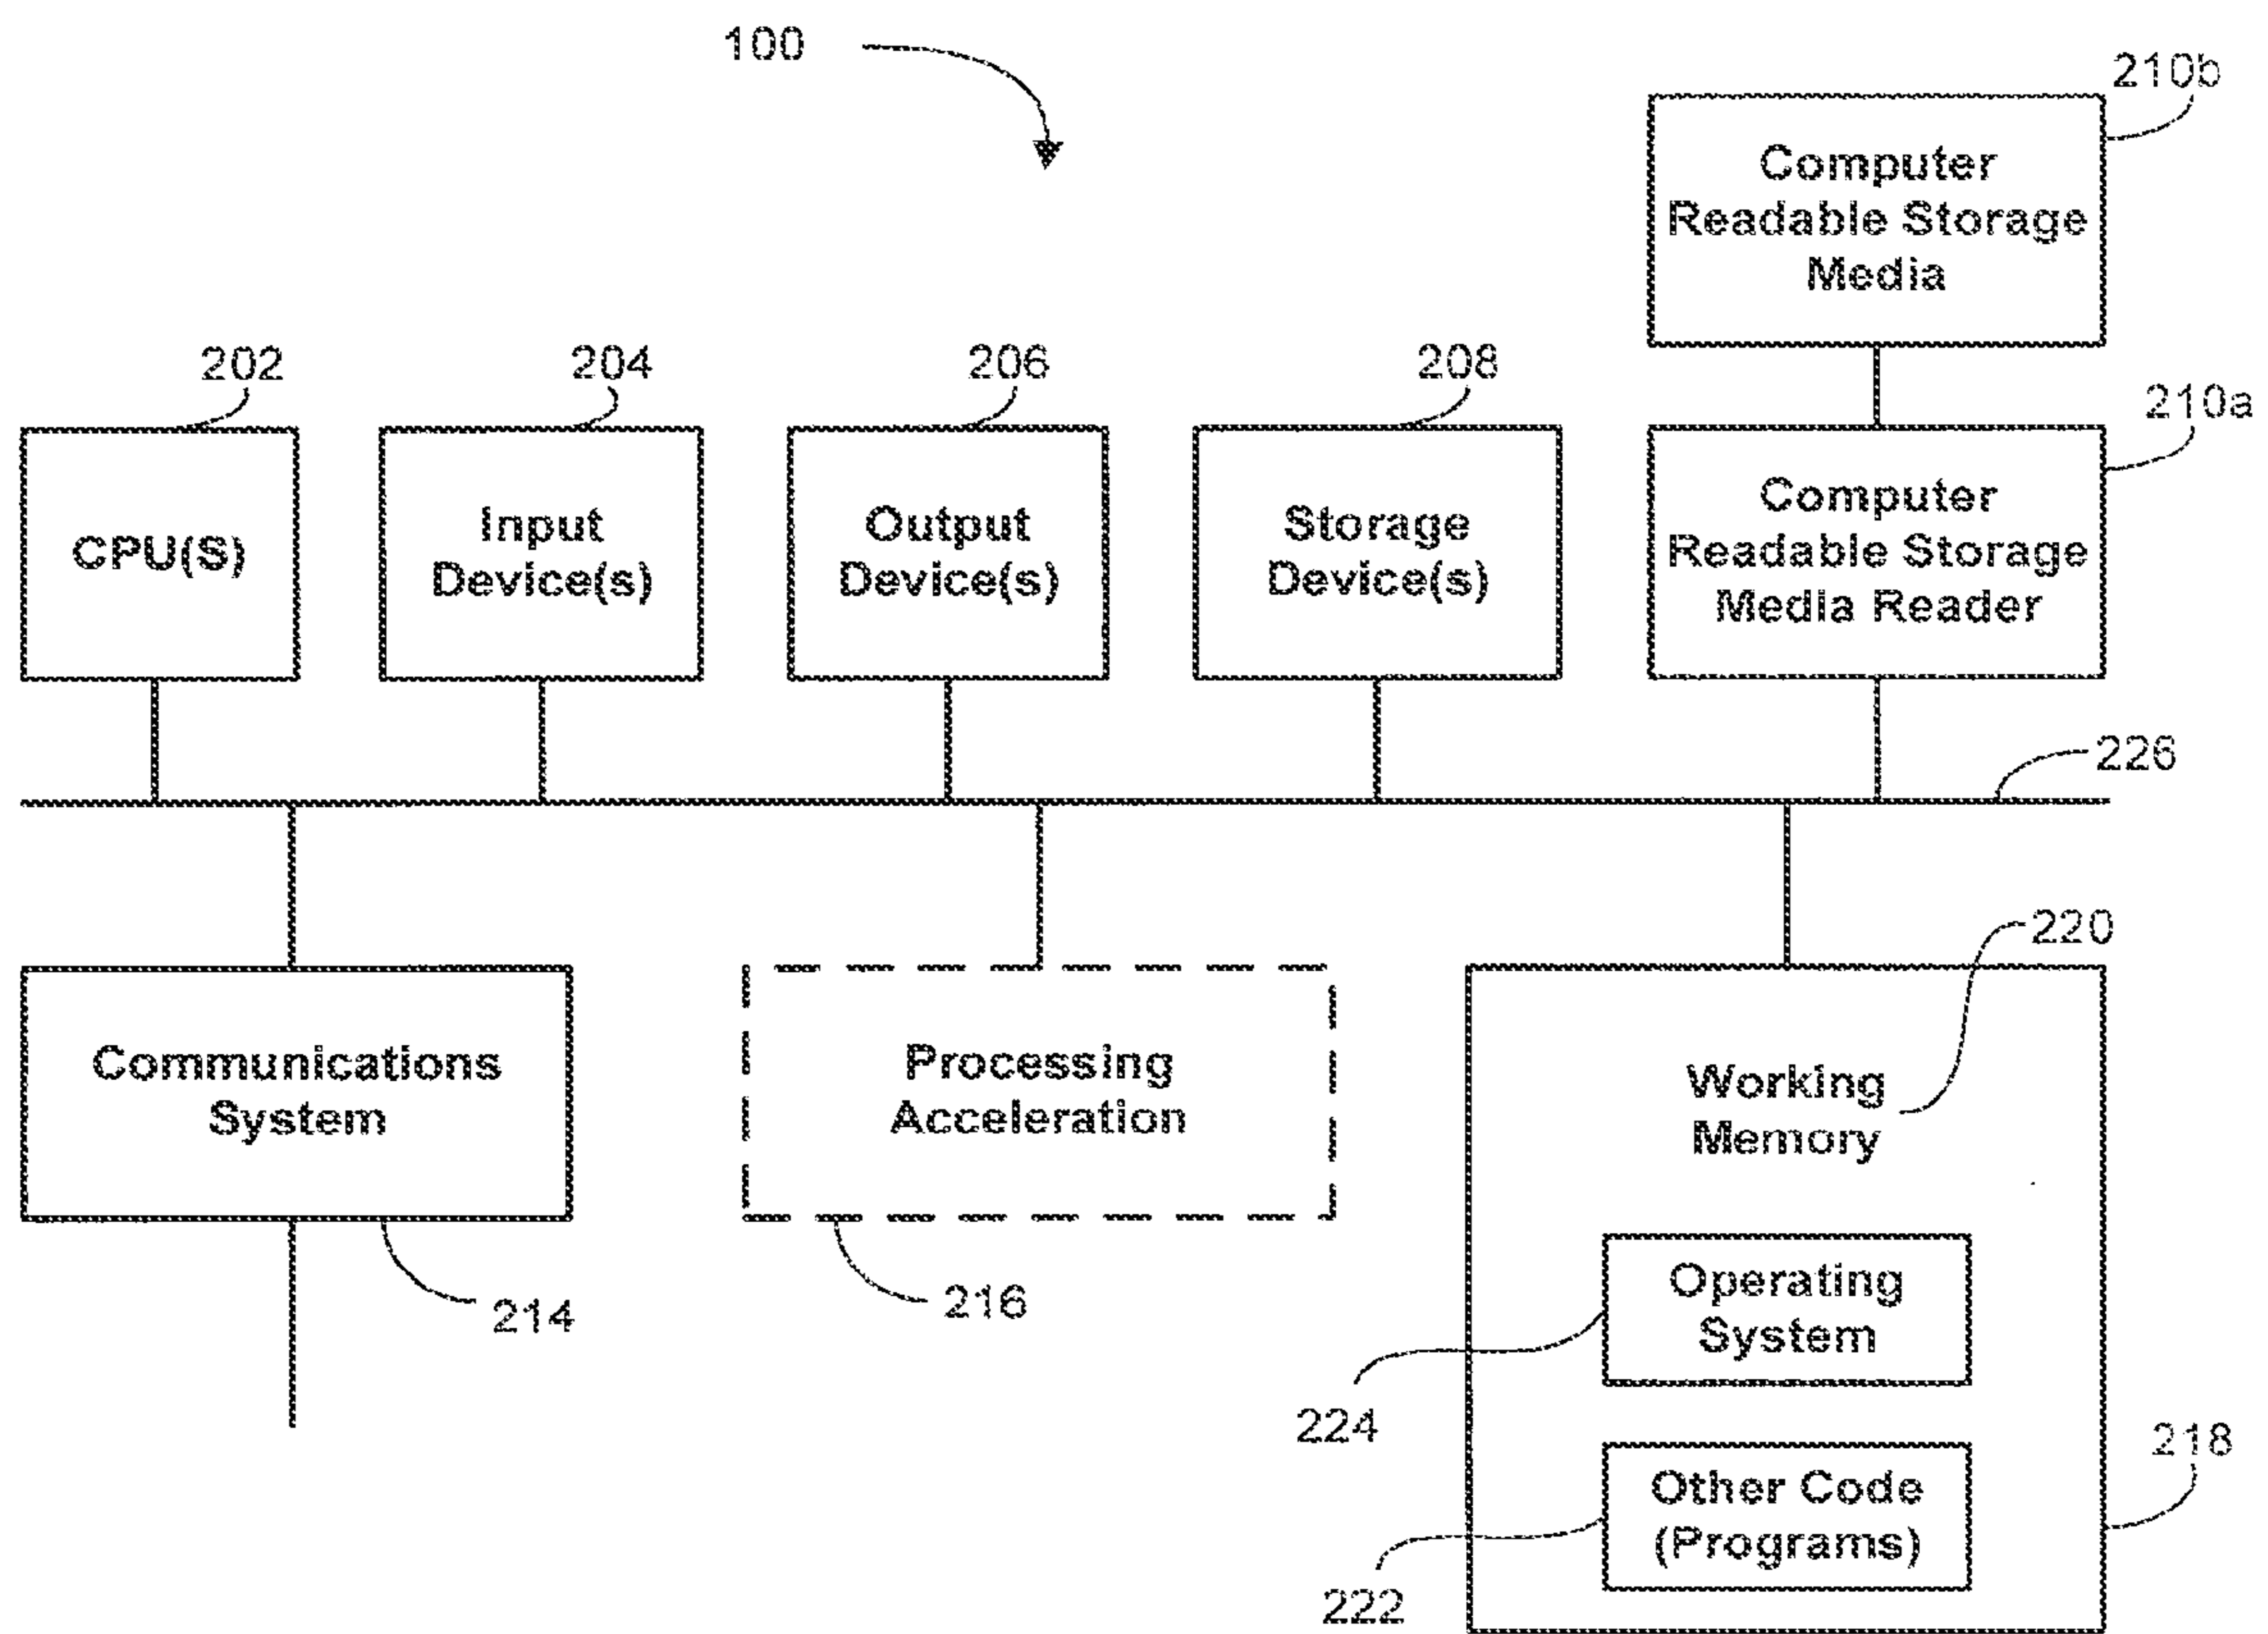 100
210b
Computer
Readable Storage
Media
202
204
206
208
210a
CPU(S)
Input
Device(s)
Output
Device(s)
Storage
Device(s)
Computer
Readable Storage
Media Reader
226
220
Communications
System
Processing
Acceleration
Working
Memory
214
216
Operating
System
224
218
Other Code
(Programs)
222